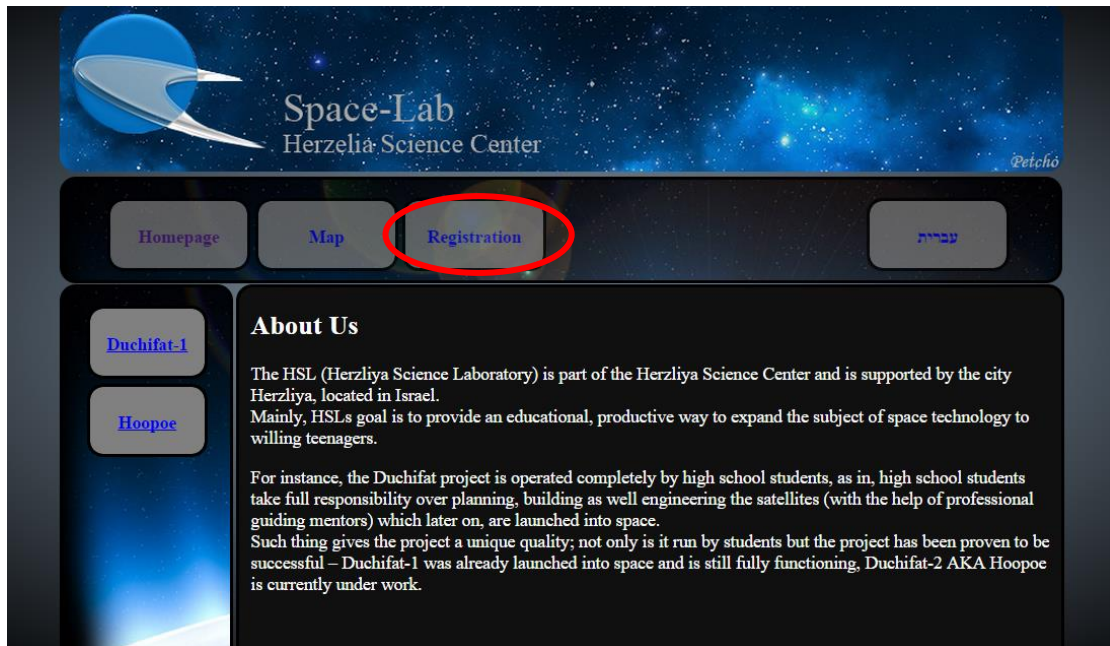 Space-Lab
Herzelia Science Center
Petcho
Homepage
Map
Registration
עברית
Duchifat-1
Hoopoe
About Us
The HSL (Herzliya Science Laboratory) is part of the Herzliya Science Center and is supported by the city
Herzliya, located in Israel.
Mainly, HSLs goal is to provide an educational, productive way to expand the subject of space technology to
willing teenagers.
For instance, the Duchifat project is operated completely by high school students, as in, high school students
take full responsibility over planning, building as well engineering the satellites (with the help of professional
guiding mentors) which later on, are launched into space.
Such thing gives the project a unique quality; not only is it run by students but the project has been proven to be
successful – Duchifat-1 was already launched into space and is still fully functioning, Duchifat-2 AKA Hoopoe
is currently under work.